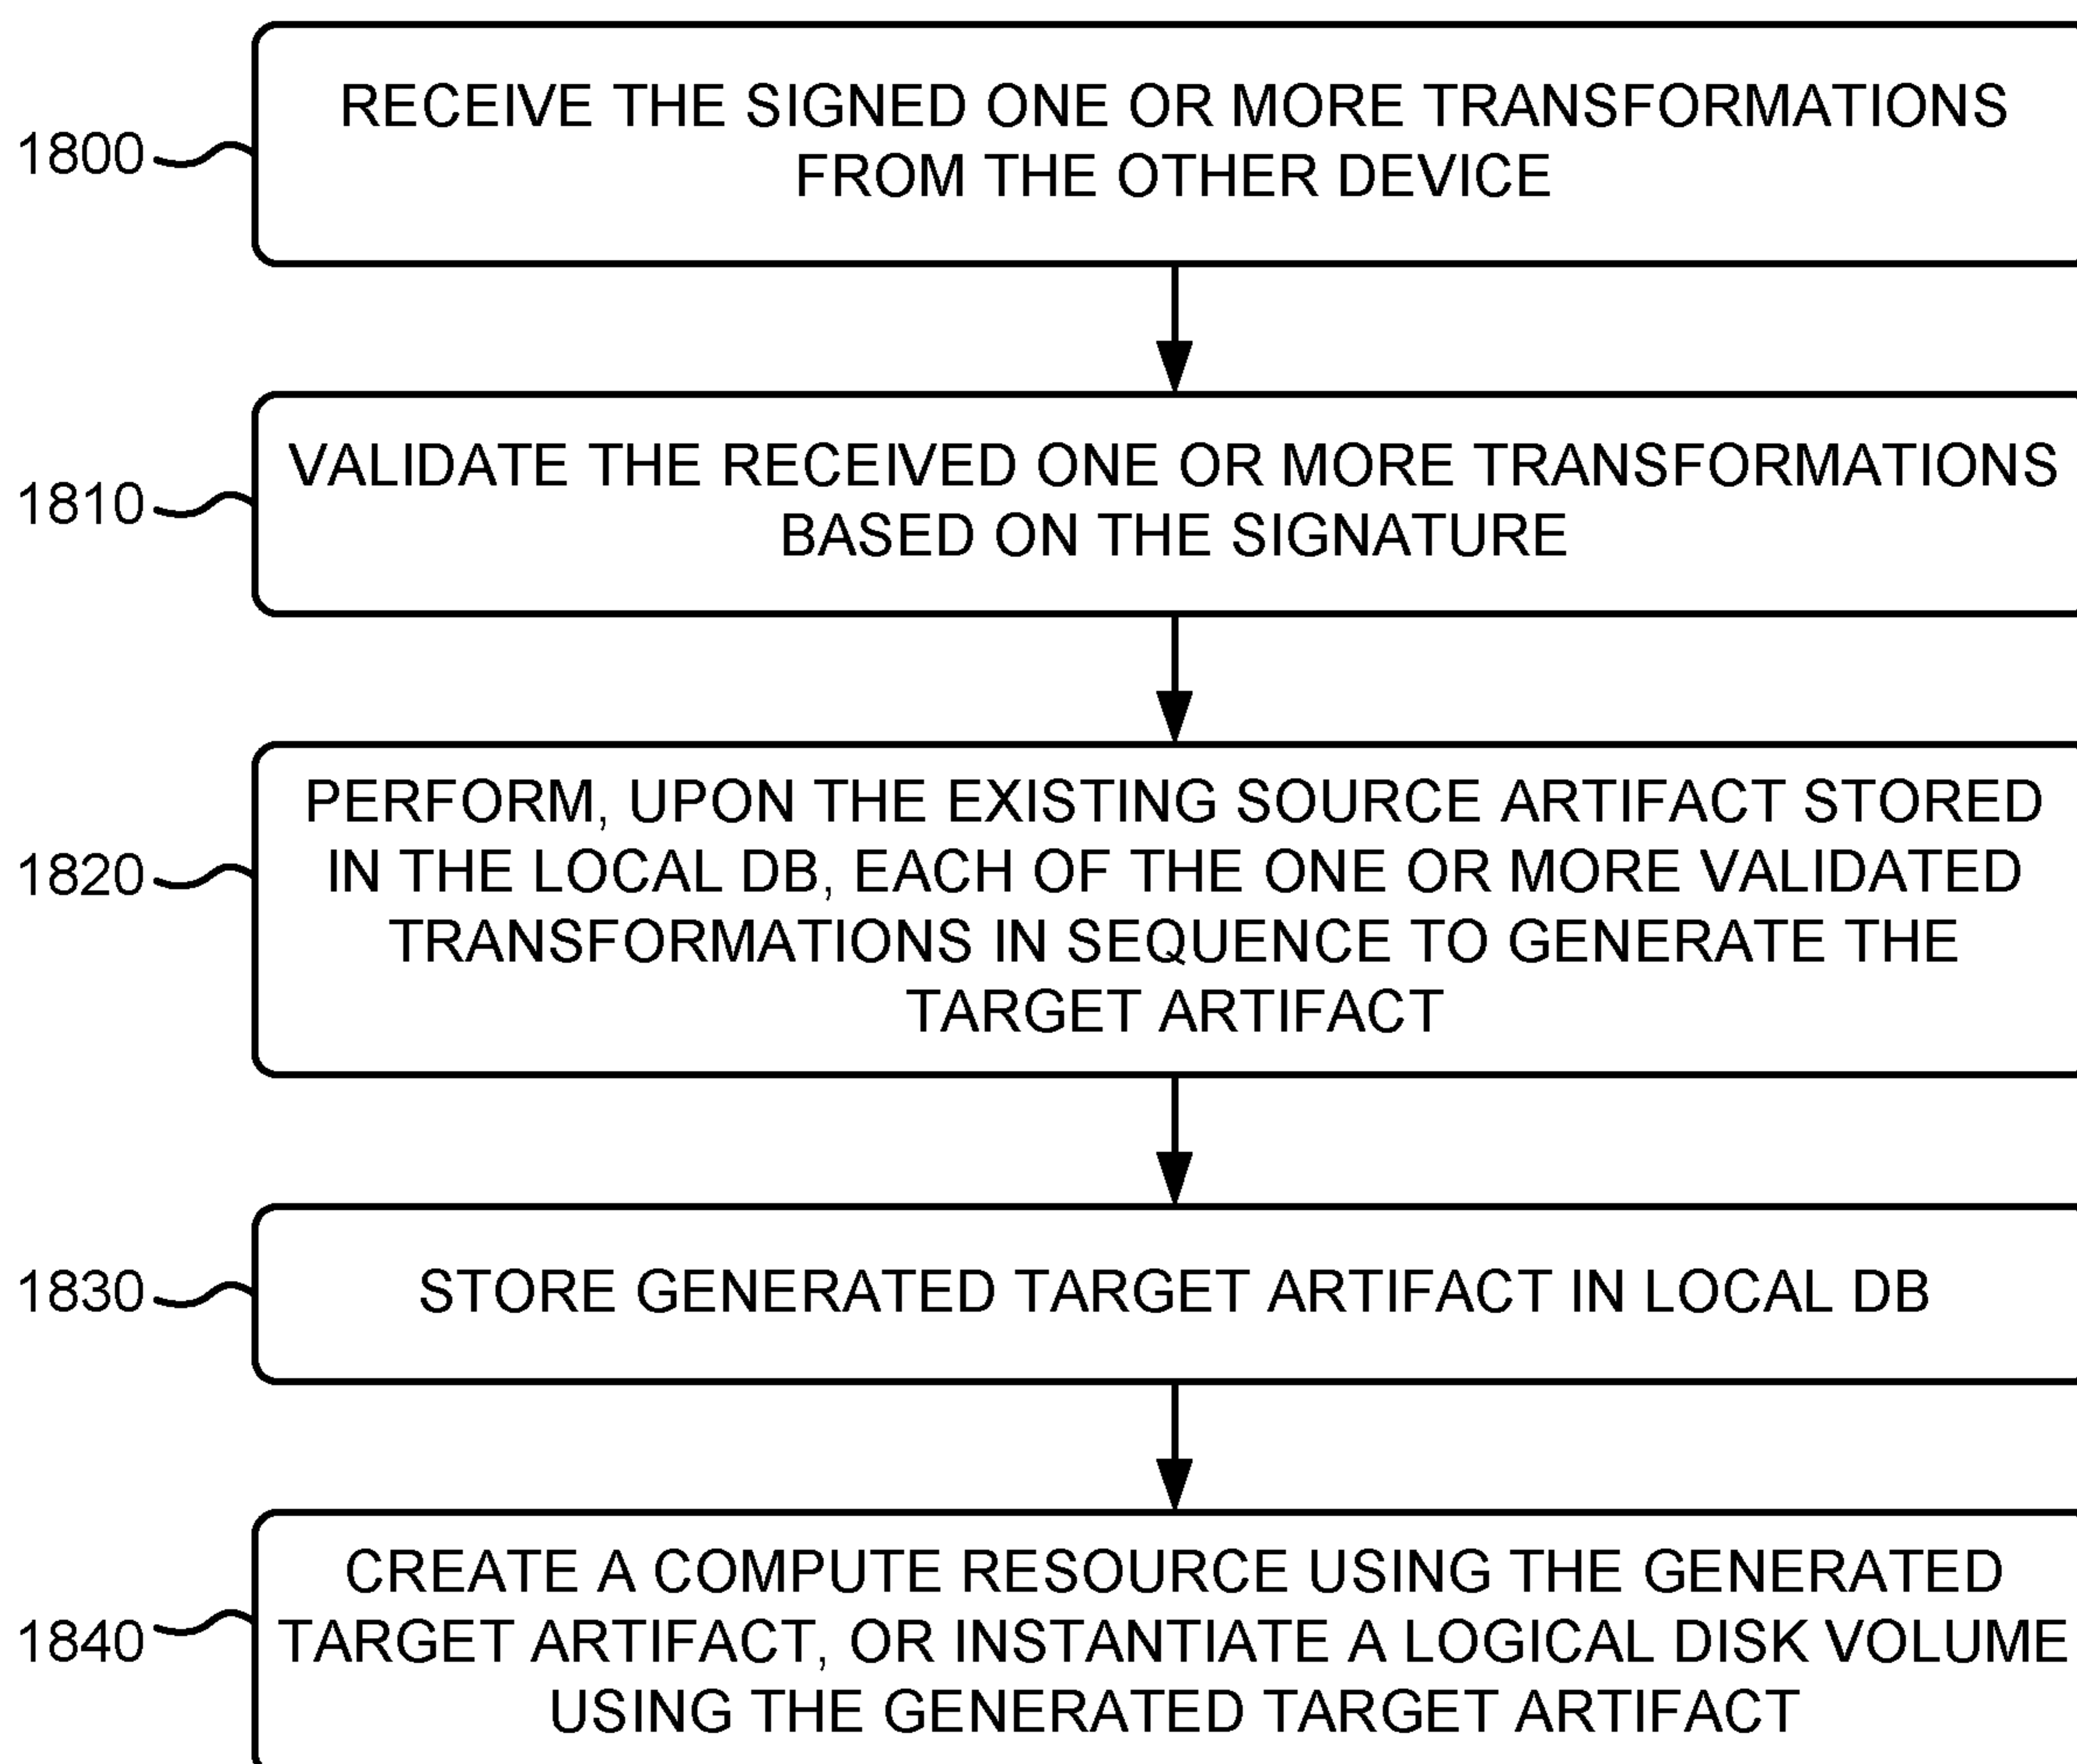 RECEIVE THE SIGNED ONE OR MORE TRANSFORMATIONS
FROM THE OTHER DEVICE
1800
VALIDATE THE RECEIVED ONE OR MORE TRANSFORMATIONS
BASED ON THE SIGNATURE
1810
PERFORM, UPON THE EXISTING SOURCE ARTIFACT STORED
IN THE LOCAL DB, EACH OF THE ONE OR MORE VALIDATED
TRANSFORMATIONS IN SEQUENCE TO GENERATE THE
TARGET ARTIFACT
1820
STORE GENERATED TARGET ARTIFACT IN LOCAL DB
1830
CREATE A COMPUTE RESOURCE USING THE GENERATED
TARGET ARTIFACT, OR INSTANTIATE A LOGICAL DISK VOLUME
USING THE GENERATED TARGET ARTIFACT
1840